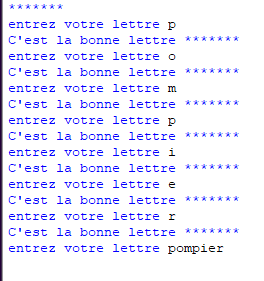 *******
entrez votre lettre p
C'est la bonne lettre *******
entrez votre lettre o
C'est la bonne lettre *******
entrez votre lettre m
C'est la bonne lettre *******
entrez votre lettre p
C'est la bonne lettre *******
entrez votre lettre i
C'est la bonne lettre *******
entrez votre lettre e
C'est la bonne lettre *******
entrez votre lettre r
C'est la bonne lettre *******
entrez votre lettre pompier